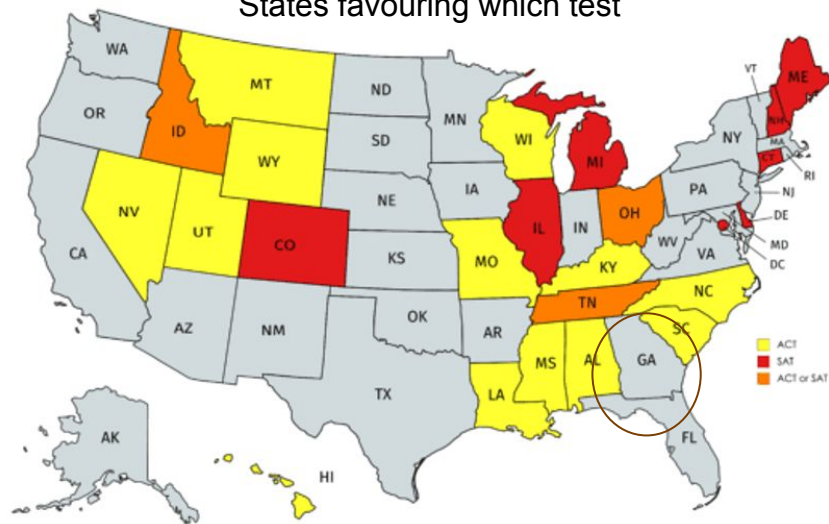 States favouring which test
WA
MT
ND
MN
VT
ME
OR
ID
SD
WI
NY
NH
MA
WY
MI
CT
RI
NE
IA
PA
NJ
NV
UT
CO
IL
IN
OH
DE
CA
KS
MO
WV
VA
MD
KY
DC
TN
NC
AZ
NM
OK
AR
SC
MS
AL
GA
ACT
SAT
ACT or SAT
TX
LA
FL
AK
HI